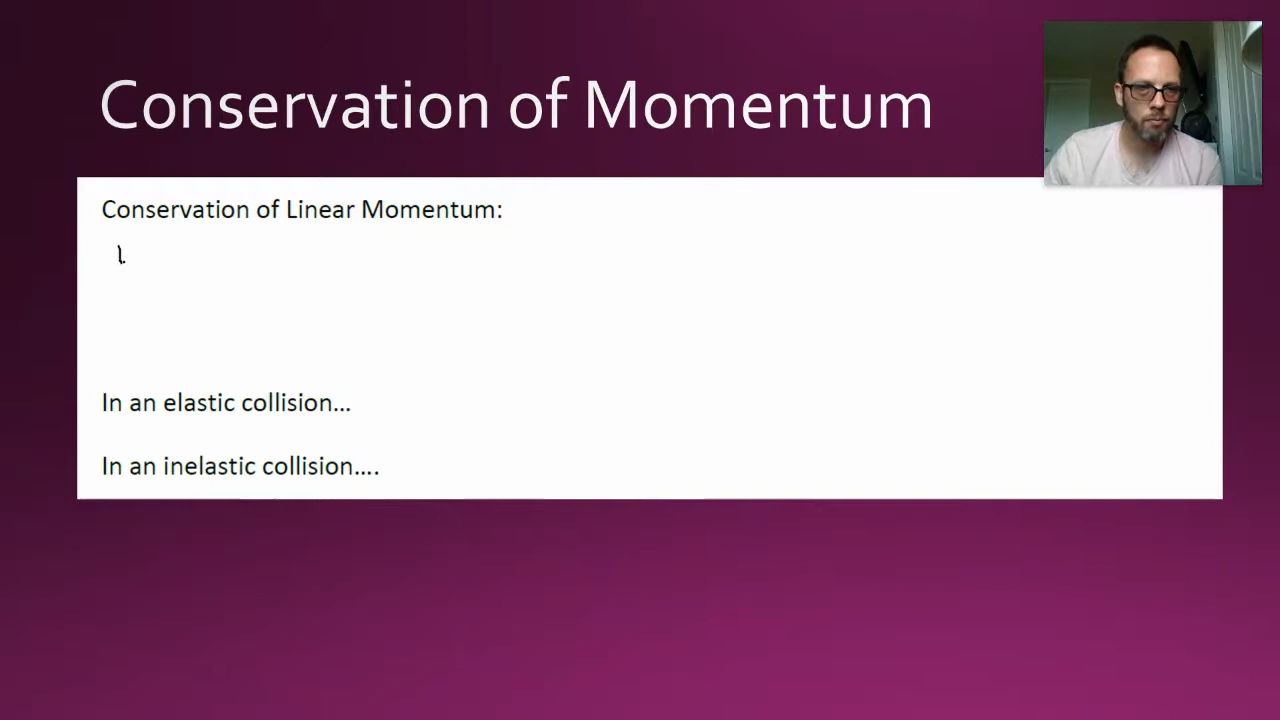 Conservation of Momentum
Conservation of Linear Momentum:
In an elastic collision...
In an inelastic collision....